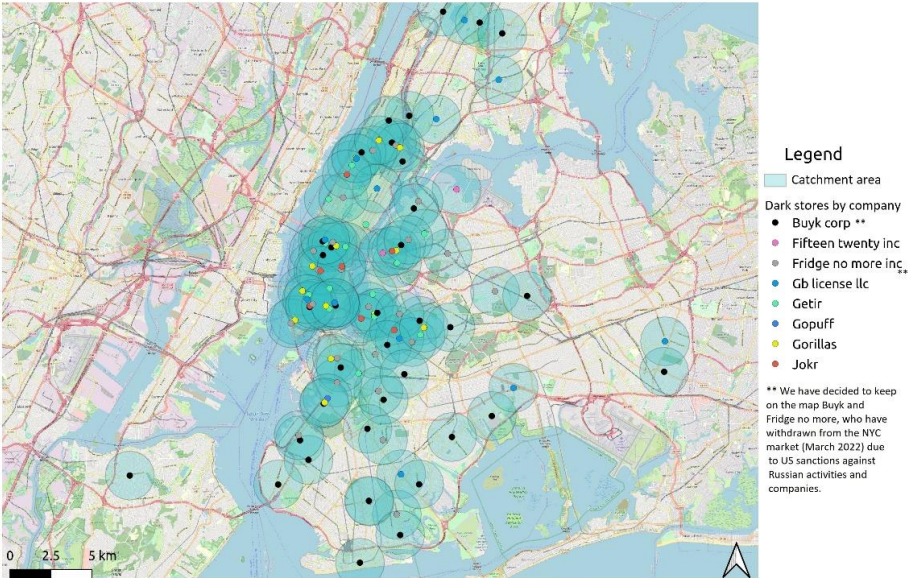 Legend
Catchment area
Dark stores by company
Buyk corp **
Fifteen twenty inc
Fridge no more inc
**
Gb license llc
Getir
Gopuff
Gorillas
Jokr
** We have decided to keep
on the map Buyk and
Fridge no more, who have
withdrawn from the NYC
market (March 2022) due
to US sanctions against
Russian activities and
companies.
0 2.5 5 km